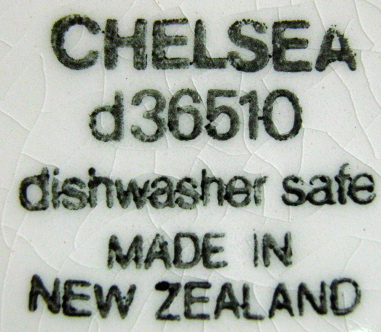 CHELSEA
d36510
dishwasher safe
MADE IN
NEW ZEALAND